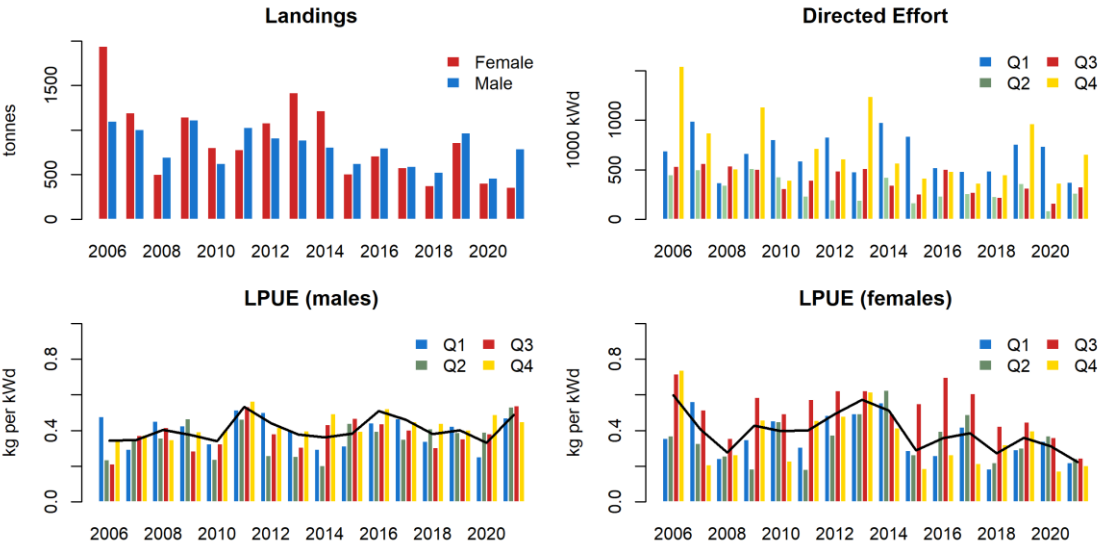 Landings
Female
Male
tonnes
0
500
1500
2006 2008 2010 2012 2014 2016 2018 2020
Directed Effort
Q1 Q3
Q2 Q4
1000 kWd
0
500
1000
2006 2008 2010 2012 2014 2016 2018 2020
LPUE (males)
Q1 Q3
Q2 Q4
kg per kWd
0.0
0.4
0.8
2006 2008 2010 2012 2014 2016 2018 2020
LPUE (females)
Q1 Q3
Q2 Q4
kg per kWd
0.0
0.4
0.8
2006 2008 2010 2012 2014 2016 2018 2020